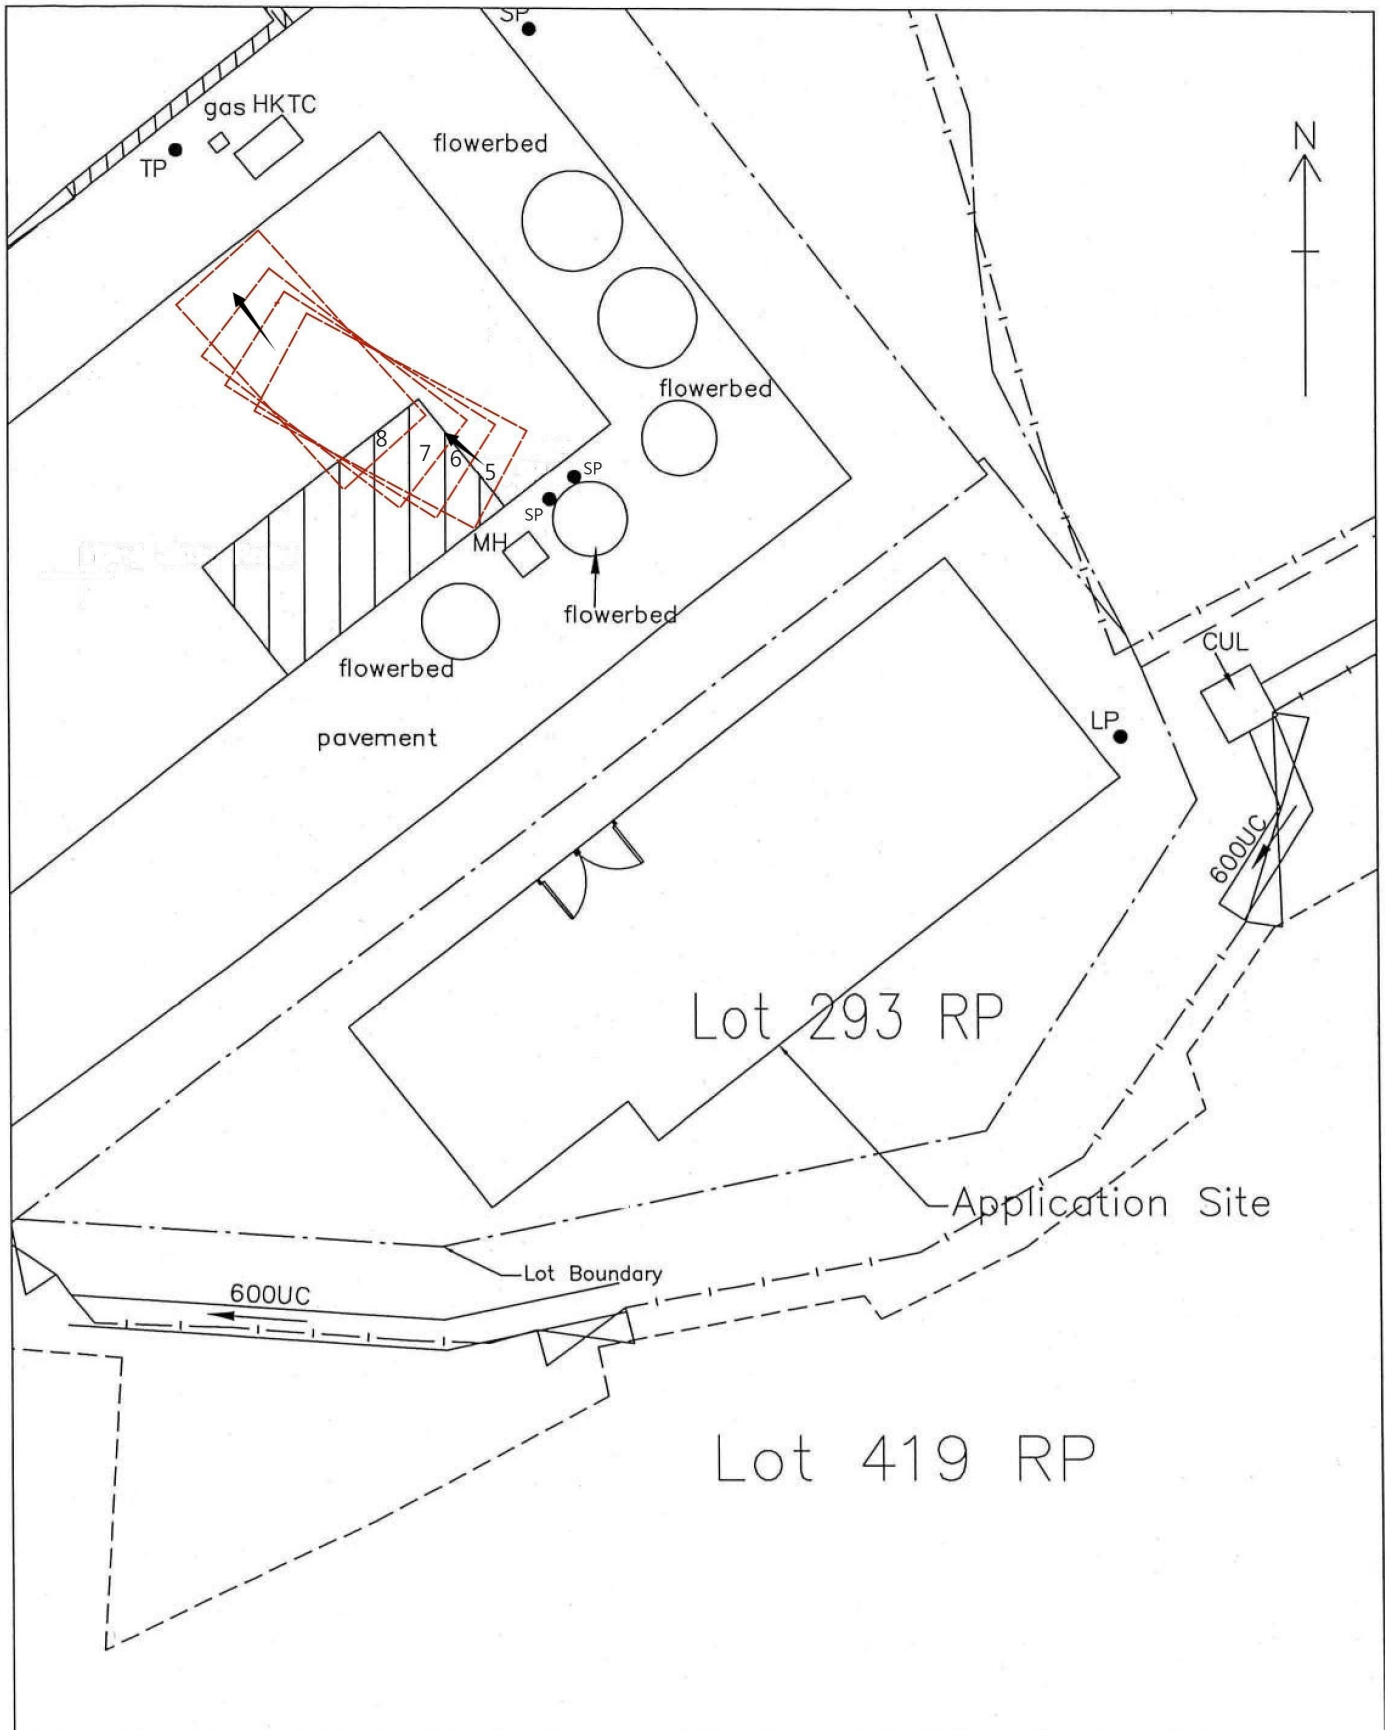 SP
gas HKTC
TP
flowerbed
N
flowerbed
8
7
6
5
SP
SP
MH
flowerbed
flowerbed
pavement
CUL
LP
600UC
Lot 293 RP
Application Site
Lot Boundary
600UC
Lot 419 RP